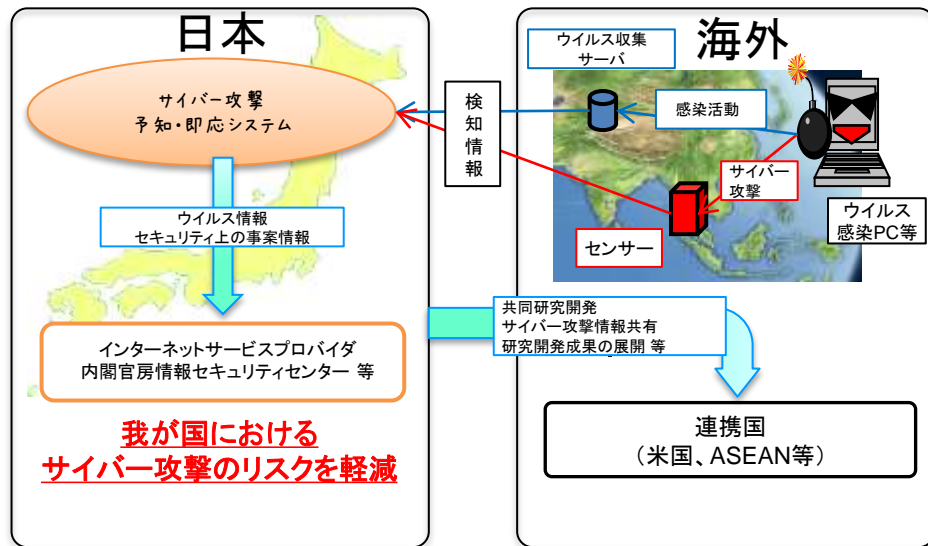 日本
サイバー攻撃
予知・即応システム
ウイルス情報
セキュリティ上の事案情報
インターネットサービスプロバイダ
内閣官房情報セキュリティセンター 等
我が国における
サイバー攻撃のリスクを軽減
検知情報
海外
ウイルス収集
サーバ
感染活動
サイバー
攻撃
センサー
ウイルス
感染PC等
共同研究開発
サイバー攻撃情報共有
研究開発成果の展開 等
連携国
（米国、ASEAN等）